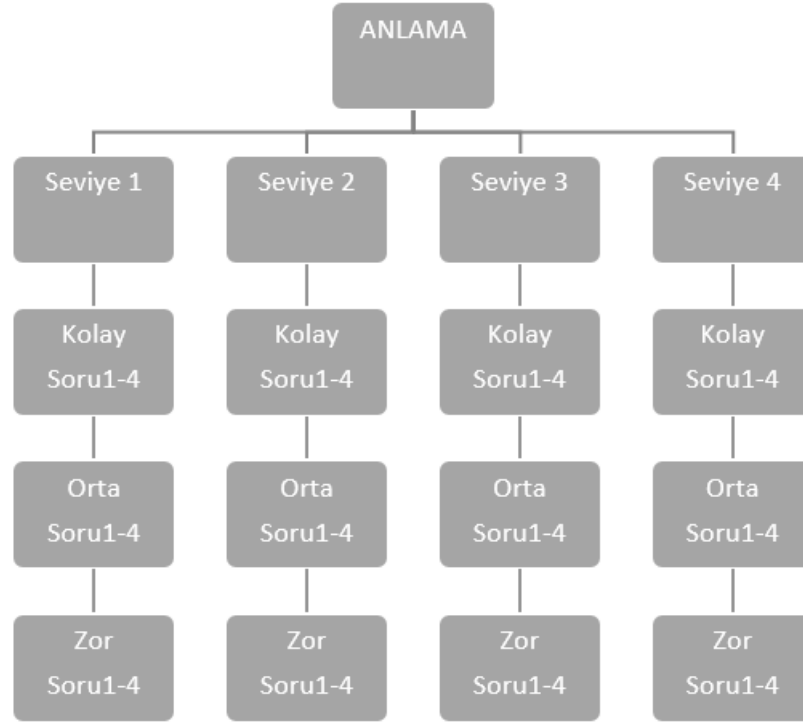 ANLAMA
Seviye 1
Seviye 2
Seviye 3
Seviye 4
Kolay
Soru1-4
Kolay
Soru1-4
Kolay
Soru1-4
Kolay
Soru1-4
Orta
Soru1-4
Orta
Soru1-4
Orta
Soru1-4
Orta
Soru1-4
Zor
Soru1-4
Zor
Soru1-4
Zor
Soru1-4
Zor
Soru1-4